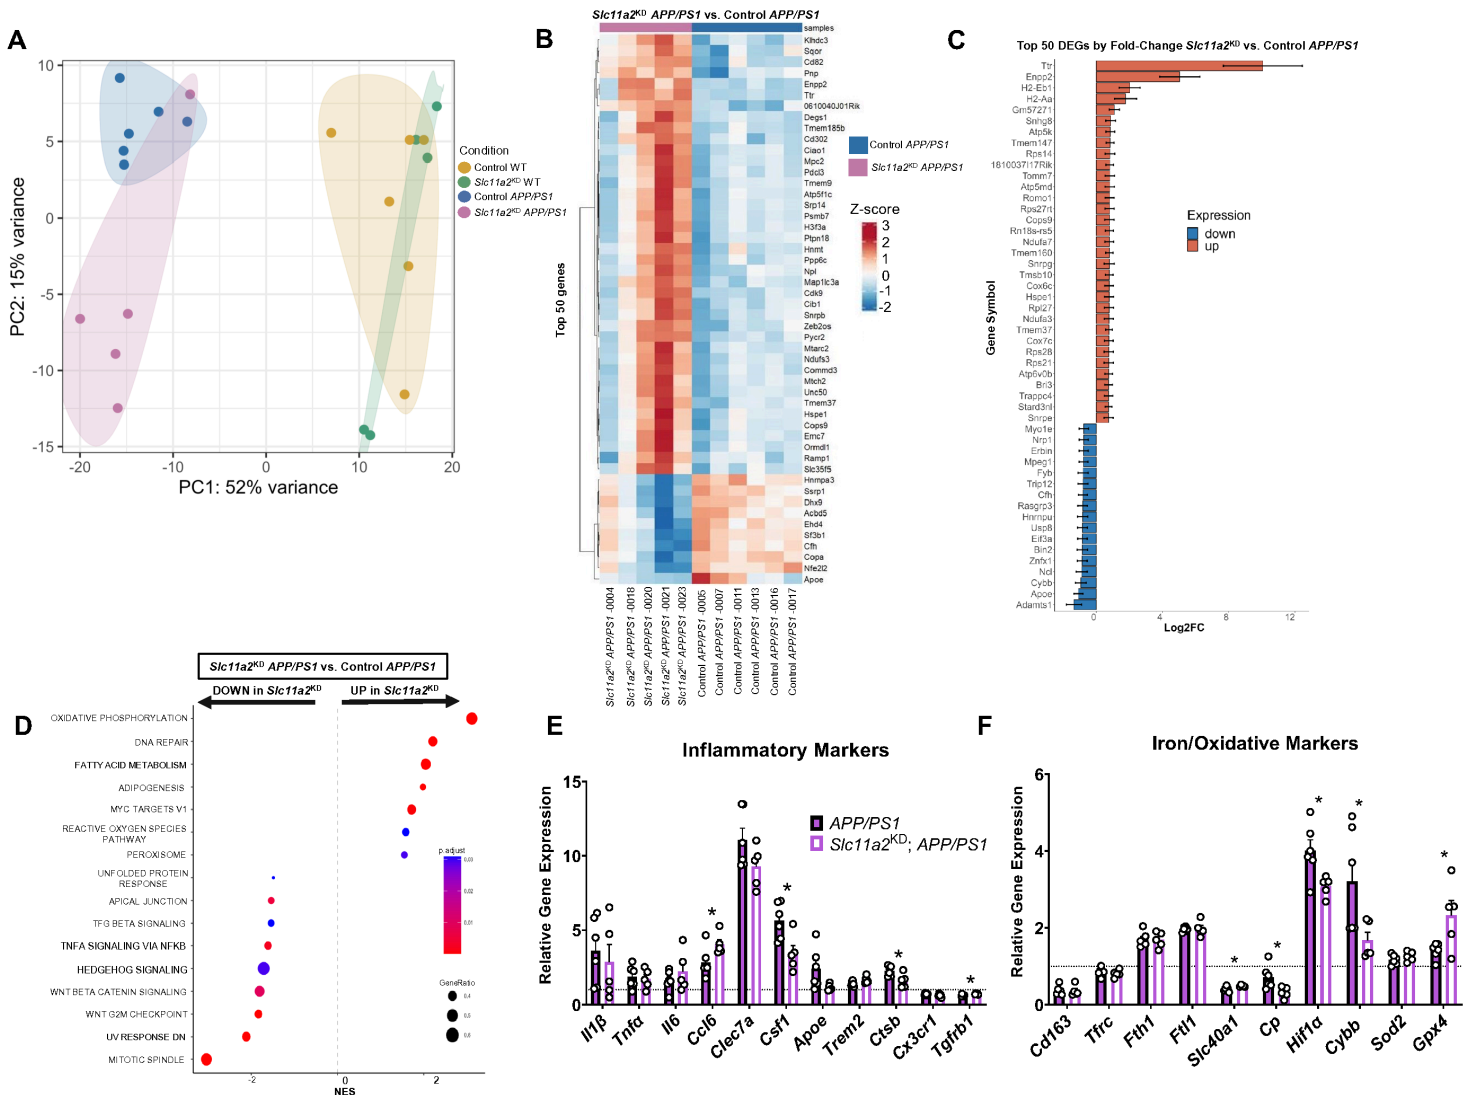 A
10
5
0
-5
-10
-15
-20
-10
0
10
20
PC2: 15% variance
PC1: 52% variance
Condition
Control WT
Slc11a2KD WT
Control APP/PS1
Slc11a2KD APP/PS1
B
Slc11a2KD APP/PS1 vs. Control APP/PS1
samples
Klhdc3
Sqor
Cd82
Pnp
Enpp2
Ttr
0610040J01Rik
Degs1
Tmem185b
Cd302
Ciao1
Mpc2
Pdcl3
Tmem9
Atp5f1c
Srp14
Psmb7
H3f3a
Ptpn18
Hnmt
Ppp6c
Npl
Map1lc3a
Cdk9
Cib1
Snrpb
Zeb2os
Pycr2
Mtarc2
Ndufs3
Commd3
Mtch2
Unc50
Tmem37
Hspe1
Cops9
Emc7
Ormdl1
Ramp1
Slc35f5
Hnrnpa3
Ssrp1
Dhx9
Acbd5
Ehd4
Sf3b1
Cfh
Copa
Nfe2l2
Apoe
Top 50 genes
Control APP/PS1
Slc11a2KD APP/PS1
Z-score
3
2
1
0
-1
-2
Slc11a2KD APP/PS1 -0004
Slc11a2KD APP/PS1 -0018
Slc11a2KD APP/PS1 -0020
Slc11a2KD APP/PS1 -0021
Slc11a2KD APP/PS1 -0023
Control APP/PS1 -0005
Control APP/PS1 -0007
Control APP/PS1 -0011
Control APP/PS1 -0013
Control APP/PS1 -0016
Control APP/PS1 -0017
C
Top 50 DEGs by Fold-Change Slc11a2KD vs. Control APP/PS1
Ttr
Enpp2
H2-Eb1
H2-Aa
Gm57271
Snhg8
Atp5k
Tmem147
Rps14
1810037I17Rik
Tomm7
Atp5md
Romo1
Rps27rt
Cops9
Rn18s-rs5
Ndufa7
Tmem160
Snrpg
Tmsb10
Cox6c
Hspe1
Rpl27
Ndufa3
Tmem37
Cox7c
Rps28
Rps21
Atp6v0b
Bri3
Trappc4
Stard3nl
Snrpe
Myo1e
Nrp1
Erbin
Mpeg1
Fyb
Trip12
Cfh
Rasgrp3
Hnrnpu
Usp8
Eif3a
Bin2
Znfx1
Ncl
Cybb
Apoe
Adamts1
Gene Symbol
0
4
8
12
Log2FC
Expression
down
up
D
Slc11a2KD APP/PS1 vs. Control APP/PS1
DOWN in Slc11a2KD
UP in Slc11a2KD
OXIDATIVE PHOSPHORYLATION
DNA REPAIR
FATTY ACID METABOLISM
ADIPOGENESIS
MYC TARGETS V1
REACTIVE OXYGEN SPECIES
PATHWAY
PEROXISOME
UNFOLDED PROTEIN
RESPONSE
APICAL JUNCTION
TFG BETA SIGNALING
TNFA SIGNALING VIA NFKB
HEDGEHOG SIGNALING
WNT BETA CATENIN SIGNALING
WNT G2M CHECKPOINT
UV RESPONSE DN
MITOTIC SPINDLE
-2
0
2
NES
p.adjust
0.03
0.02
0.01
GeneRatio
0.4
0.5
0.6
E
Inflammatory Markers
Relative Gene Expression
15
10
5
0
APP/PS1
Slc11a2KD; APP/PS1
*
*
*
*
Il1β
Tnfα
Il6
Ccl6
Clec7a
Csf1
Apoe
Trem2
Ctsb
Cx3cr1
Tgfrb1
F
Iron/Oxidative Markers
Relative Gene Expression
6
4
2
0
*
*
*
*
*
Cd163
Tfrc
Fth1
Ftl1
Slc40a1
Cp
Hif1α
Cybb
Sod2
Gpx4